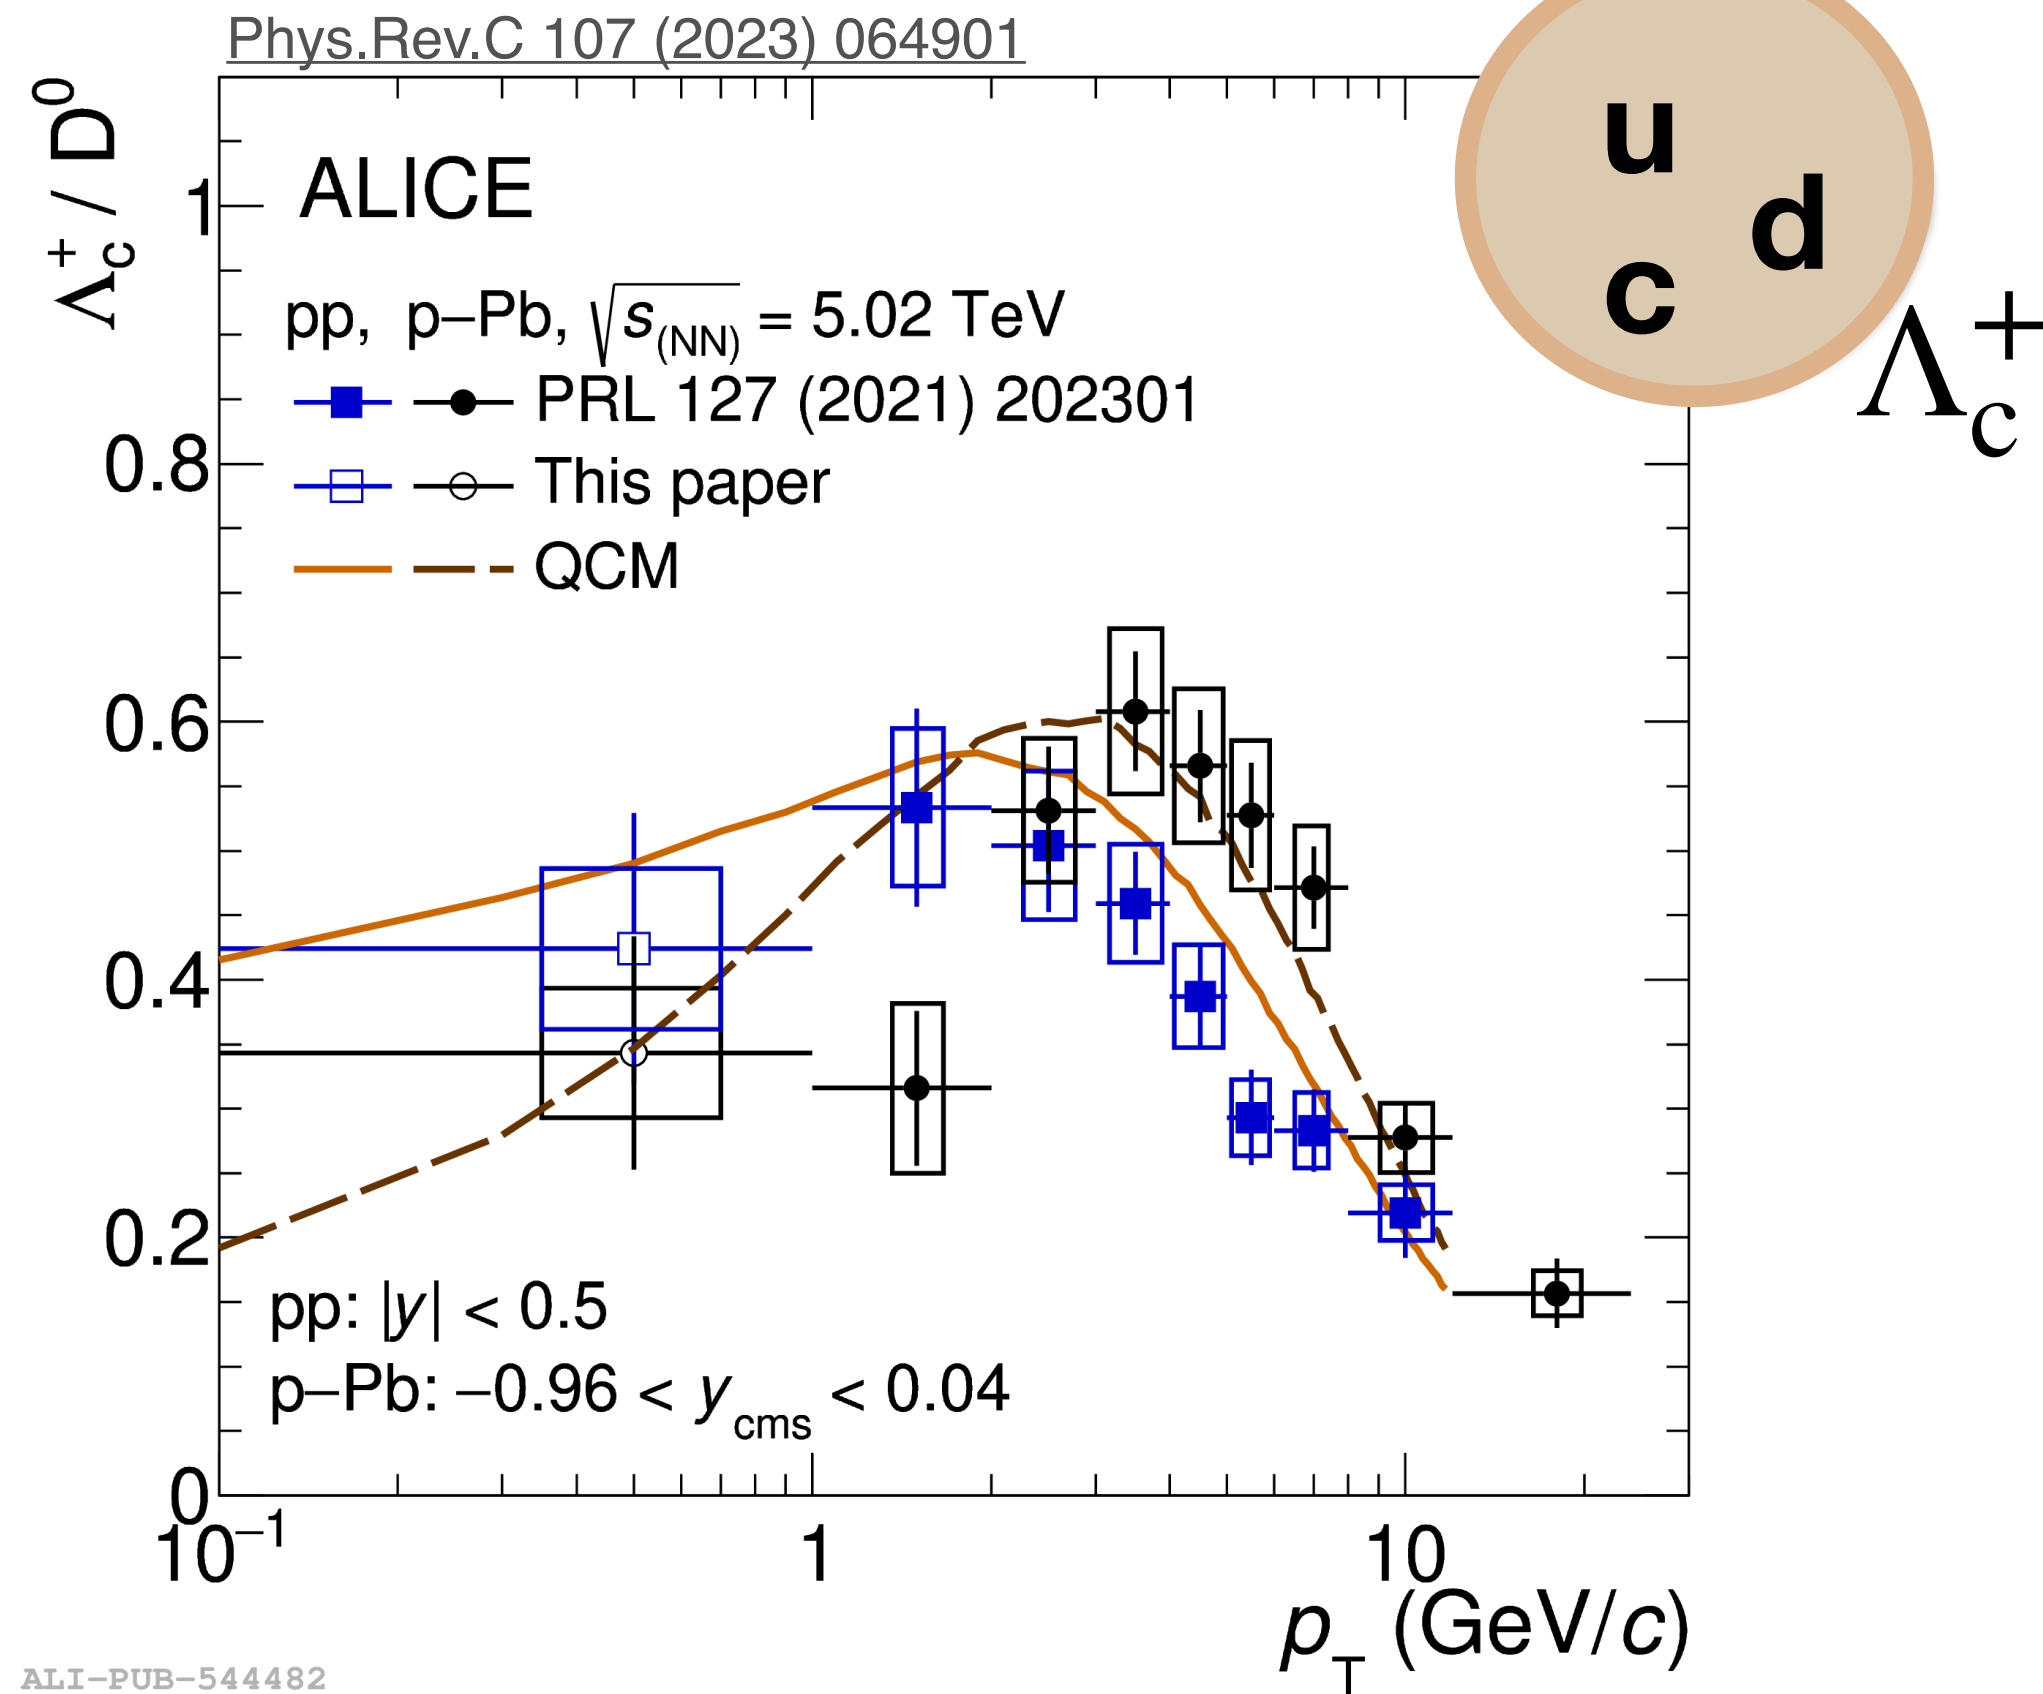 Phys.Rev.C 107 (2023) 064901
Λc+ / D0
ALICE
pp, p–Pb, √s(NN) = 5.02 TeV
PRL 127 (2021) 202301
This paper
QCM
u
d
c
Λc+
1
0.8
0.6
0.4
0.2
0
pp: |y| < 0.5
p–Pb: –0.96 < ycms < 0.04
10–1
1
10
pT (GeV/c)
ALI-PUB-544482